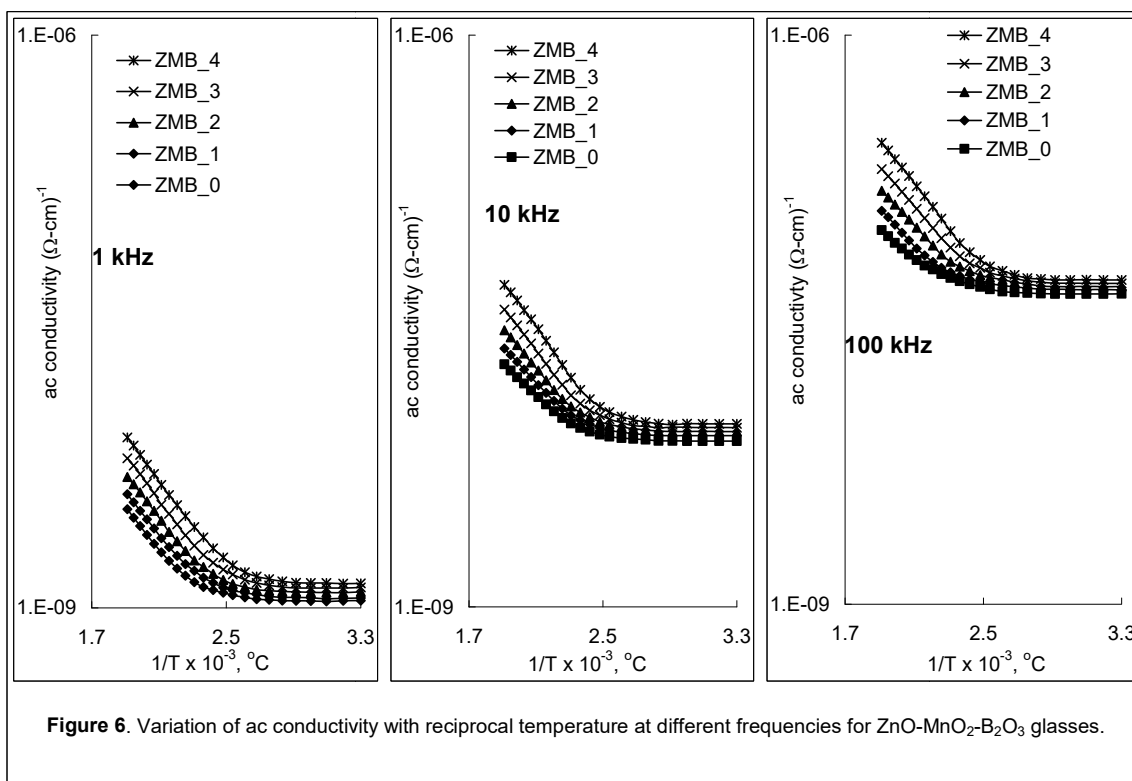 1.E-06
ZMB_4
ZMB_3
ZMB_2
ZMB_1
ZMB_0
ac conductivity (Ω-cm)⁻¹
1 kHz
1.E-09
1.7
2.5
3.3
1/T x 10⁻³, °C
1.E-06
ZMB_4
ZMB_3
ZMB_2
ZMB_1
ZMB_0
ac conductivity (Ω-cm)⁻¹
10 kHz
1.E-09
1.7
2.5
3.3
1/T x 10⁻³, °C
1.E-06
ZMB_4
ZMB_3
ZMB_2
ZMB_1
ZMB_0
ac conductivity (Ω-cm)⁻¹
100 kHz
1.E-09
1.7
2.5
3.3
1/T x 10⁻³, °C
Figure 6. Variation of ac conductivity with reciprocal temperature at different frequencies for ZnO-MnO₂-B₂O₃ glasses.